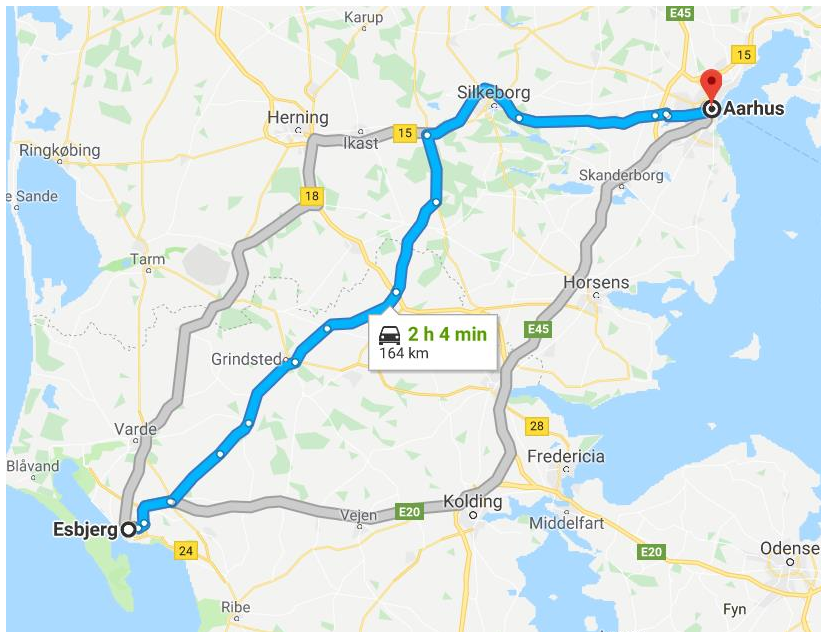 Karup
E45
15
Silkeborg
Aarhus
Herning
15
Ikast
Ringkøbing
Skanderborg
e Sande
18
Tarm
Horsens
E45
2 h 4 min
164 km
Grindsted
Varde
28
Fredericia
Blåvand
Kolding
Vejen
E20
Middelfart
Esbjerg
24
E20
Odense
Ribe
Fyn